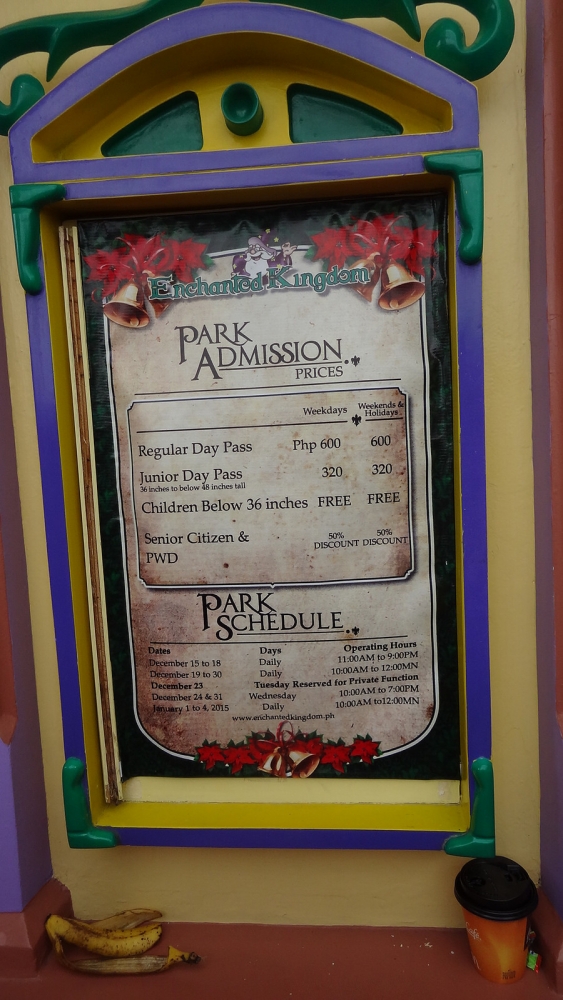 Enchanted Kingdom
PARK
ADMISSION
PRICES
Weekdays Weekends &
Holidays
Regular Day Pass Php 600 600
Junior Day Pass 320 320
36 inches to below 48 inches tall
Children Below 36 inches FREE FREE
Senior Citizen & 50% 50%
PWD DISCOUNT DISCOUNT
PARK
SCHEDULE
Dates Days Operating Hours
December 15 to 18 Daily 11:00AM to 9:00PM
December 19 to 30 Daily 10:00AM to 12:00MN
December 23 Tuesday Reserved for Private Function
December 24 & 31 Wednesday 10:00AM to 7:00PM
January 1 to 4, 2015 Daily 10:00AM to12:00MN
www.enchantedkingdom.ph